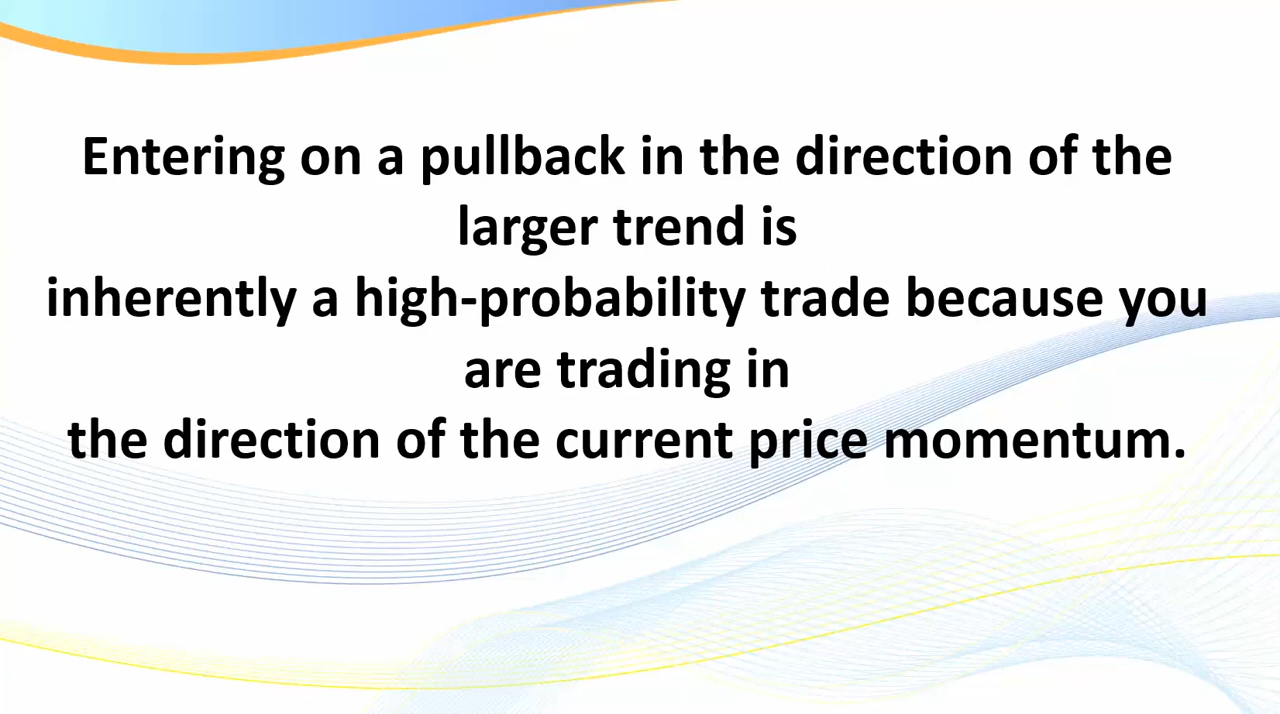 Entering on a pullback in the direction of the
larger trend is
inherently a high-probability trade because you
are trading in
the direction of the current price momentum.